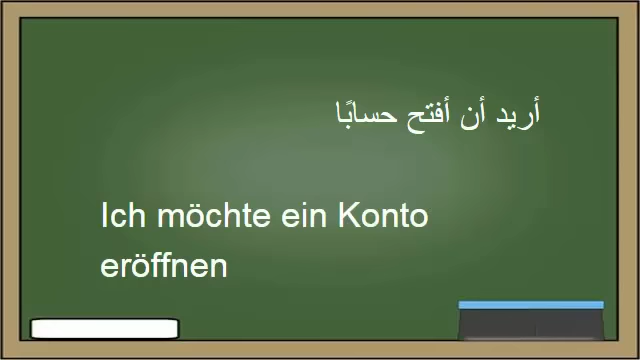 أريد أن أفتح حسابًا
Ich möchte ein Konto
eröffnen